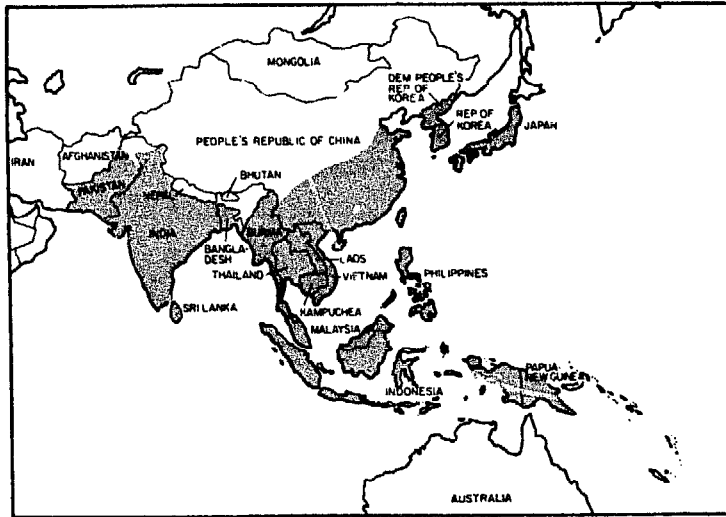 MONGOLIA
DEM PEOPLE'S
REP OF
KOREA
REP OF
KOREA
JAPAN
PEOPLE'S REPUBLIC OF CHINA
IRAN
AFGHANISTAN
PAKISTAN
NEPAL
BHUTAN
INDIA
BANGLA-
DESH
BURMA
LAOS
THAILAND
VIETNAM
PHILIPPINES
SRI LANKA
KAMPUCHEA
MALAYSIA
INDONESIA
PAPUA
NEW GUINEA
AUSTRALIA